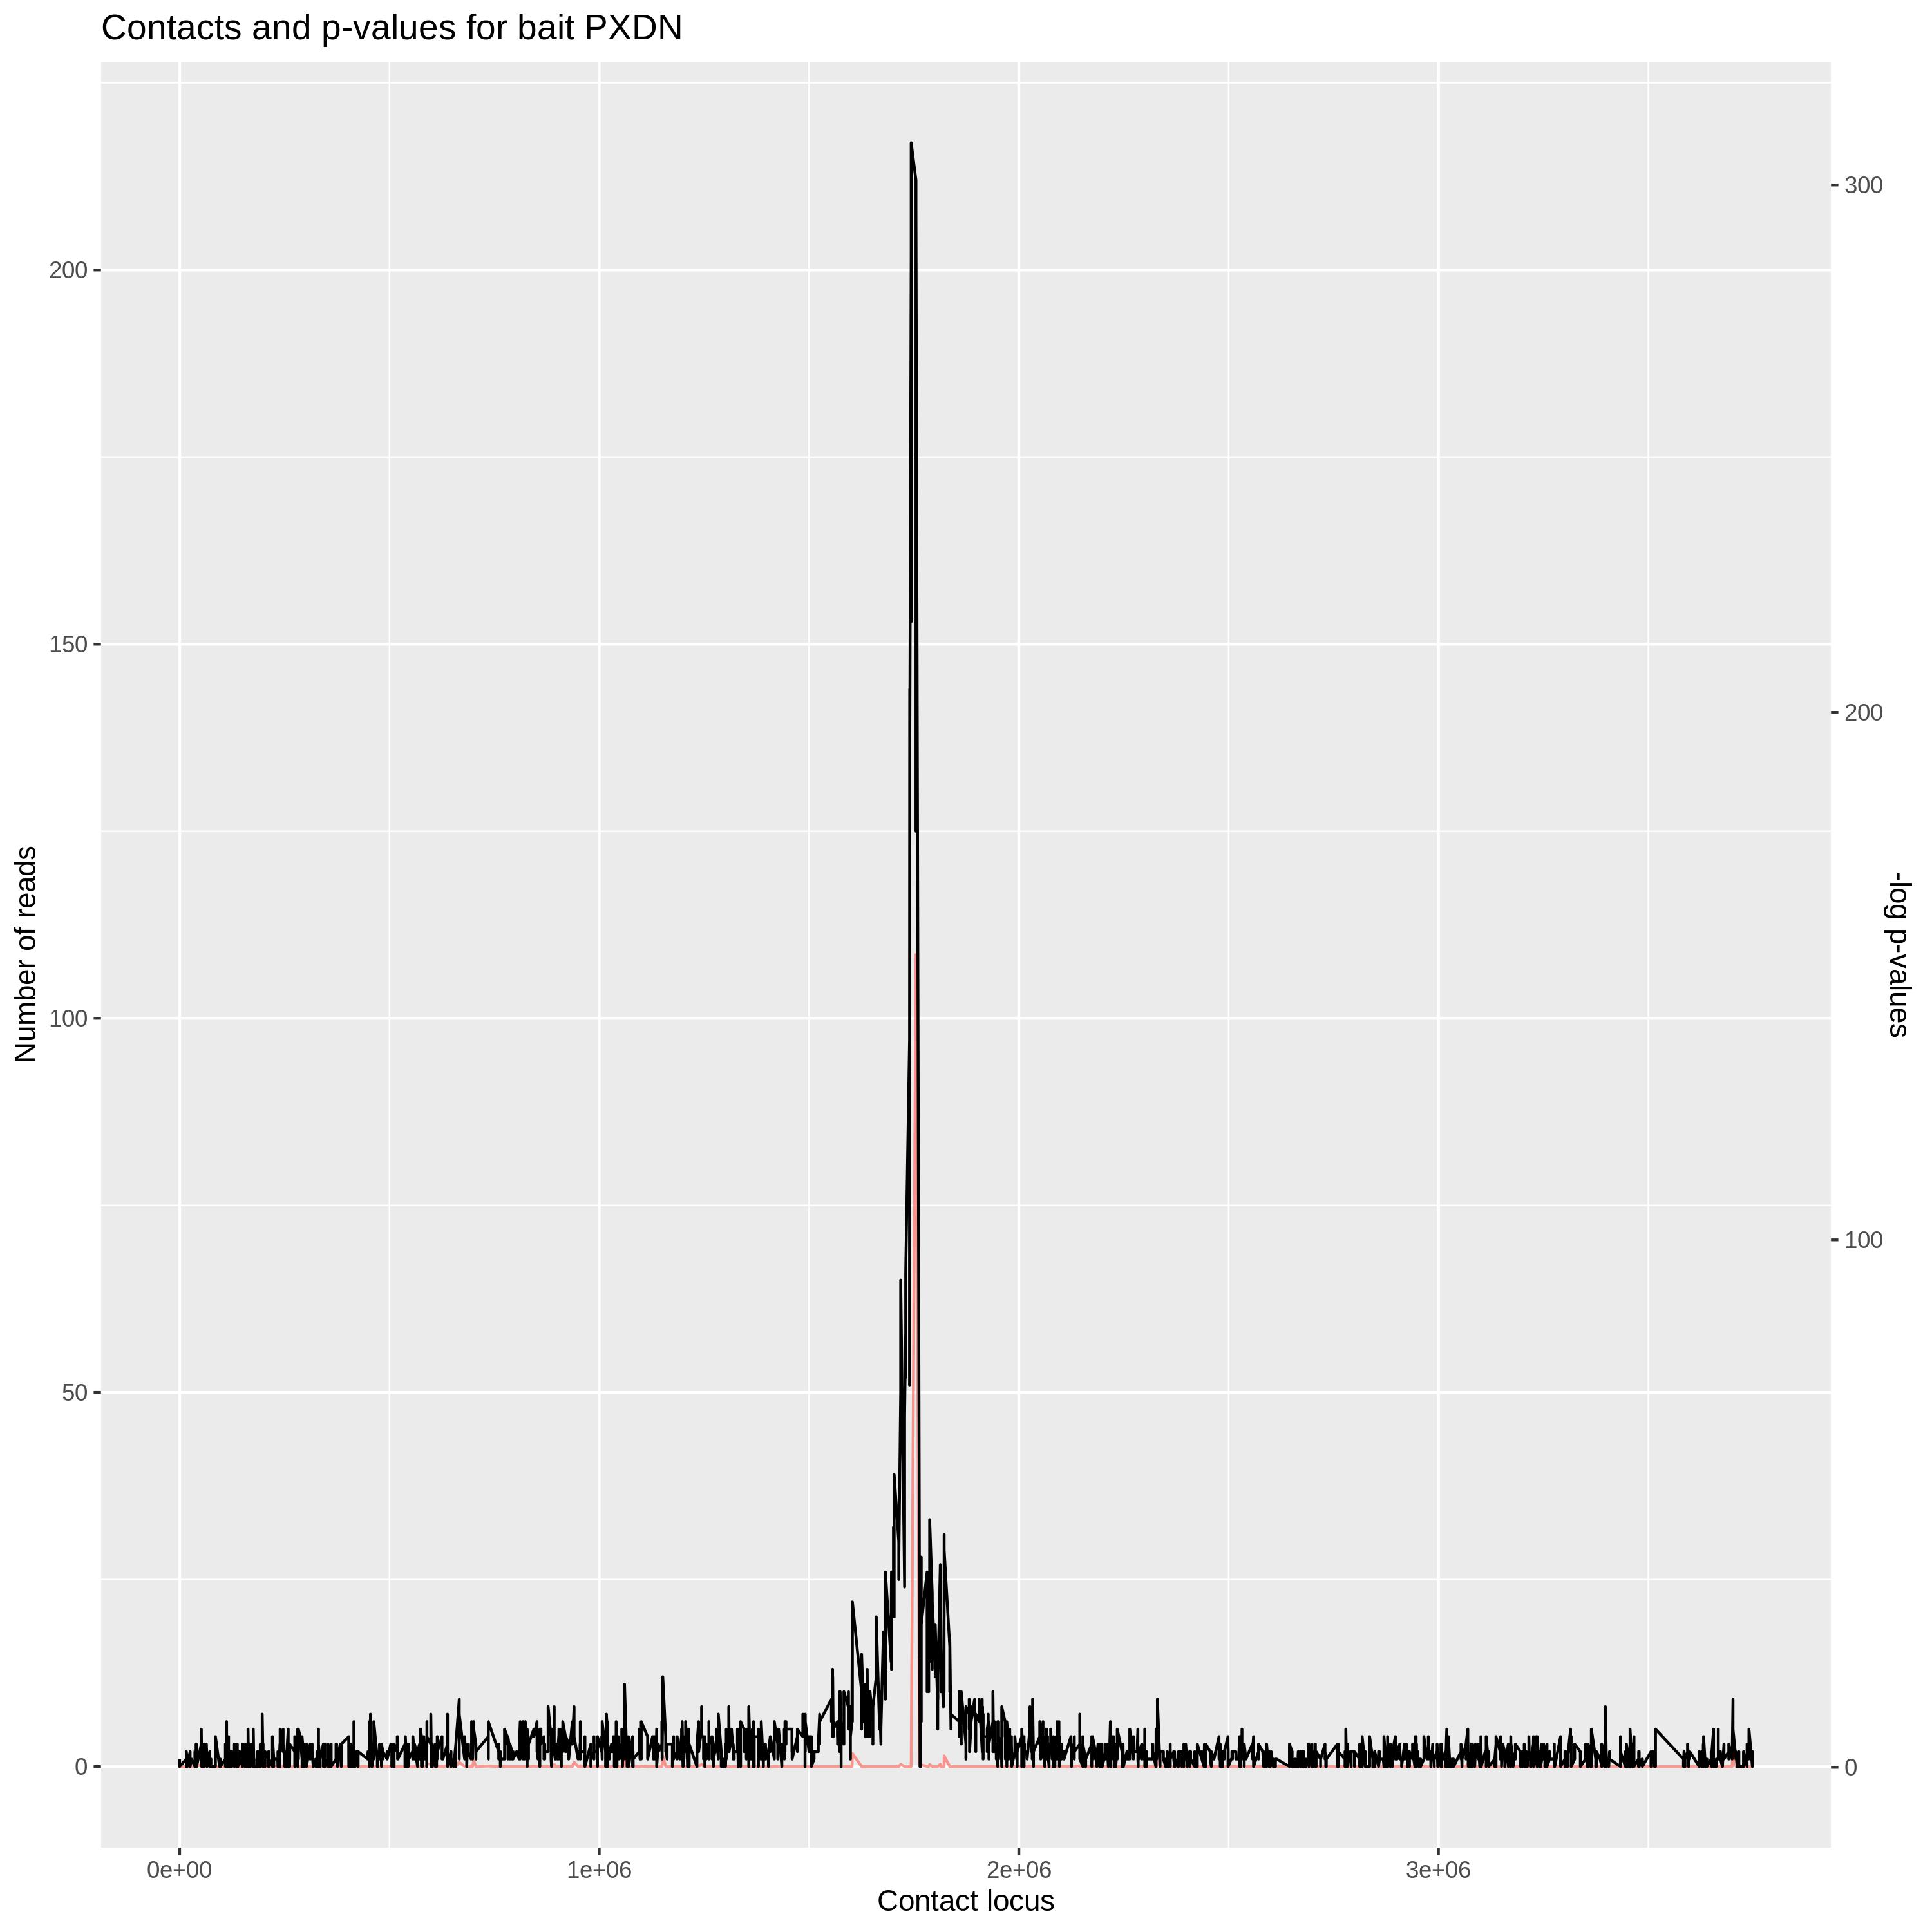 Contacts and p-values for bait PXDN
Number of reads
200
150
100
50
0
300
200
100
0
-log p-values
0e+00
1e+06
2e+06
3e+06
Contact locus